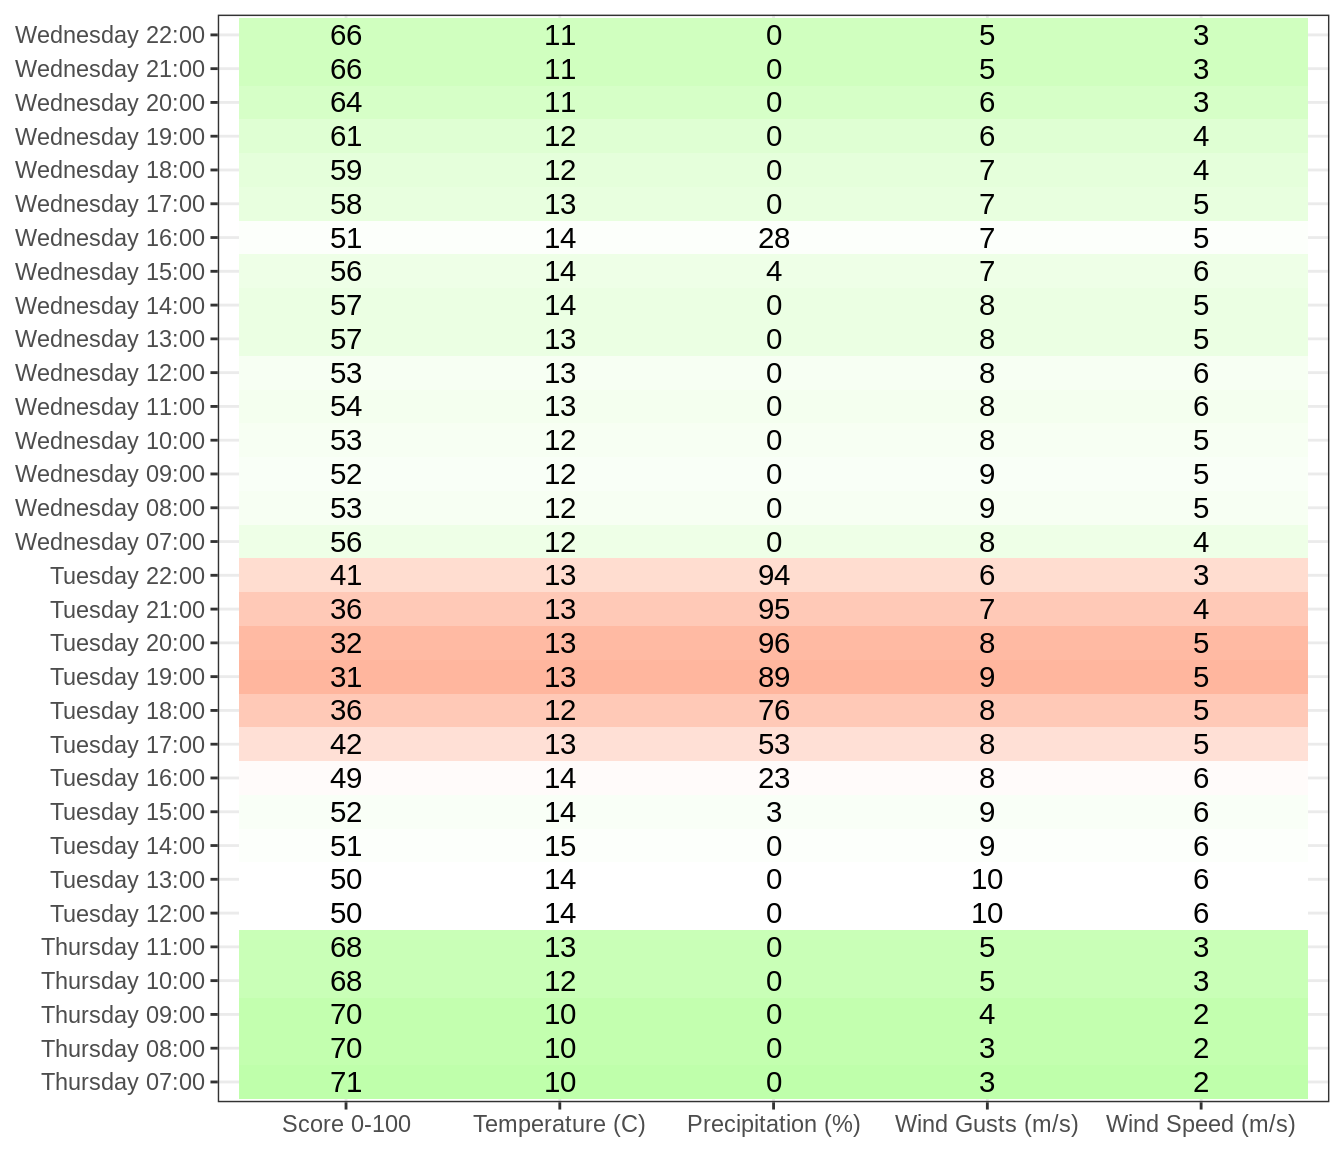 Wednesday 22:00 66 11 0 5 3
Wednesday 21:00 66 11 0 5 3
Wednesday 20:00 64 11 0 6 3
Wednesday 19:00 61 12 0 6 4
Wednesday 18:00 59 12 0 7 4
Wednesday 17:00 58 13 0 7 5
Wednesday 16:00 51 14 28 7 5
Wednesday 15:00 56 14 4 7 6
Wednesday 14:00 57 14 0 8 5
Wednesday 13:00 57 13 0 8 5
Wednesday 12:00 53 13 0 8 6
Wednesday 11:00 54 13 0 8 6
Wednesday 10:00 53 12 0 8 5
Wednesday 09:00 52 12 0 9 5
Wednesday 08:00 53 12 0 9 5
Wednesday 07:00 56 12 0 8 4
Tuesday 22:00 41 13 94 6 3
Tuesday 21:00 36 13 95 7 4
Tuesday 20:00 32 13 96 8 5
Tuesday 19:00 31 13 89 9 5
Tuesday 18:00 36 12 76 8 5
Tuesday 17:00 42 13 53 8 5
Tuesday 16:00 49 14 23 8 6
Tuesday 15:00 52 14 3 9 6
Tuesday 14:00 51 15 0 9 6
Tuesday 13:00 50 14 0 10 6
Tuesday 12:00 50 14 0 10 6
Thursday 11:00 68 13 0 5 3
Thursday 10:00 68 12 0 5 3
Thursday 09:00 70 10 0 4 2
Thursday 08:00 70 10 0 3 2
Thursday 07:00 71 10 0 3 2
Score 0-100 Temperature (C) Precipitation (%) Wind Gusts (m/s) Wind Speed (m/s)